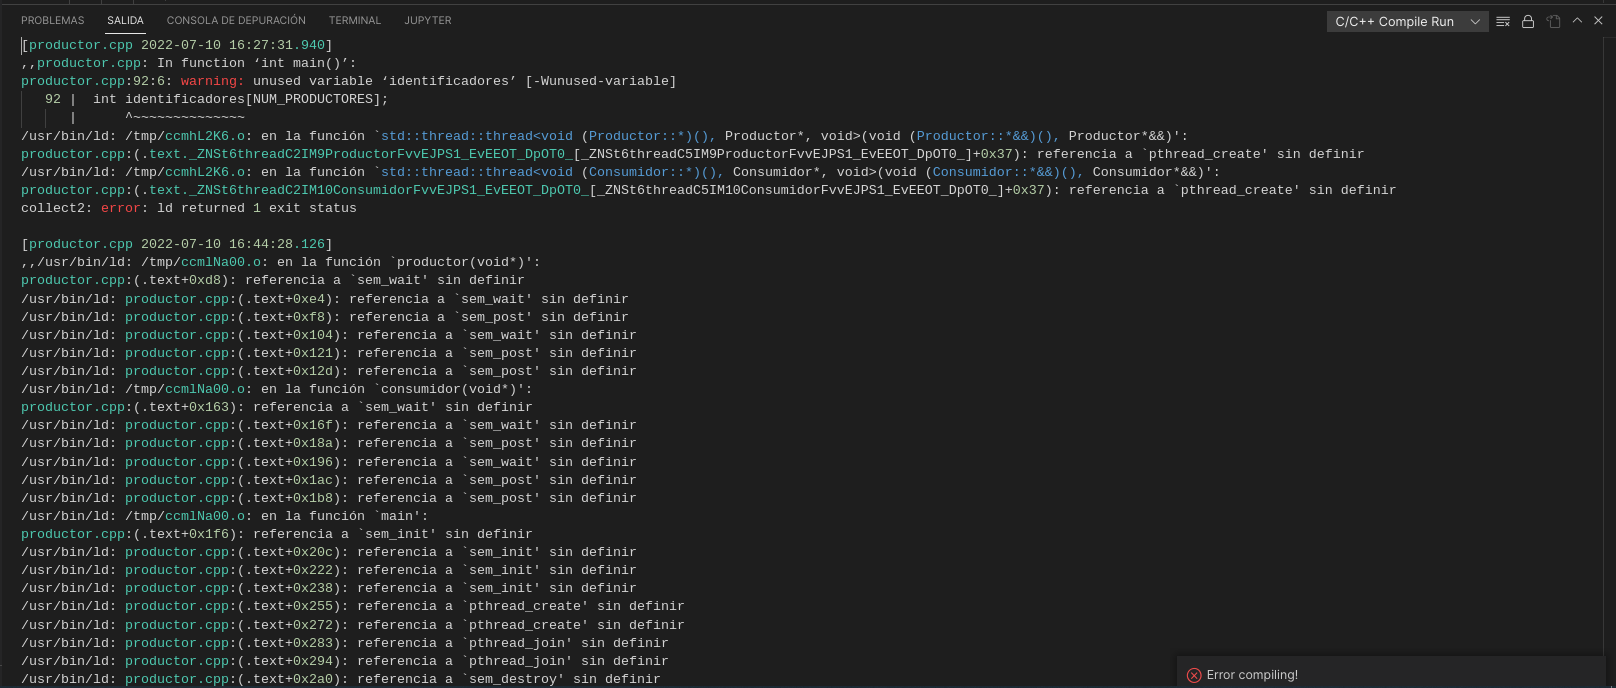 PROBLEMAS SALIDA CONSOLA DE DEPURACIÓN TERMINAL JUPYTER C/C++ Compile Run
[productor.cpp 2022-07-10 16:27:31.940]
,,productor.cpp: In function ‘int main()’:
productor.cpp:92:6: warning: unused variable ‘identificadores’ [-Wunused-variable]
92 | int identificadores[NUM_PRODUCTORES];
| ^~~~~~~~~~~~~~~
/usr/bin/ld: /tmp/ccmhL2K6.o: en la función `std::thread::thread<void (Productor::*)(), Productor*, void>(void (Productor::*&&)(), Productor*&&)':
productor.cpp:(.text._ZNSt6threadC2IM9ProductorFvvEJPS1_EvEEOT_DpOT0_[_ZNSt6threadC5IM9ProductorFvvEJPS1_EvEEOT_DpOT0_]+0x37): referencia a `pthread_create' sin definir
/usr/bin/ld: /tmp/ccmhL2K6.o: en la función `std::thread::thread<void (Consumidor::*)(), Consumidor*, void>(void (Consumidor::*&&)(), Consumidor*&&)':
productor.cpp:(.text._ZNSt6threadC2IM10ConsumidorFvvEJPS1_EvEEOT_DpOT0_[_ZNSt6threadC5IM10ConsumidorFvvEJPS1_EvEEOT_DpOT0_]+0x37): referencia a `pthread_create' sin definir
collect2: error: ld returned 1 exit status
[productor.cpp 2022-07-10 16:44:28.126]
,,/usr/bin/ld: /tmp/ccmlNa00.o: en la función `productor(void*)':
productor.cpp:(.text+0xd8): referencia a `sem_wait' sin definir
/usr/bin/ld: productor.cpp:(.text+0xe4): referencia a `sem_wait' sin definir
/usr/bin/ld: productor.cpp:(.text+0xf8): referencia a `sem_post' sin definir
/usr/bin/ld: productor.cpp:(.text+0x104): referencia a `sem_wait' sin definir
/usr/bin/ld: productor.cpp:(.text+0x121): referencia a `sem_post' sin definir
/usr/bin/ld: productor.cpp:(.text+0x12d): referencia a `sem_post' sin definir
/usr/bin/ld: /tmp/ccmlNa00.o: en la función `consumidor(void*)':
productor.cpp:(.text+0x163): referencia a `sem_wait' sin definir
/usr/bin/ld: productor.cpp:(.text+0x16f): referencia a `sem_wait' sin definir
/usr/bin/ld: productor.cpp:(.text+0x18a): referencia a `sem_post' sin definir
/usr/bin/ld: productor.cpp:(.text+0x196): referencia a `sem_wait' sin definir
/usr/bin/ld: productor.cpp:(.text+0x1ac): referencia a `sem_post' sin definir
/usr/bin/ld: productor.cpp:(.text+0x1b8): referencia a `sem_post' sin definir
/usr/bin/ld: /tmp/ccmlNa00.o: en la función `main':
productor.cpp:(.text+0x1f6): referencia a `sem_init' sin definir
/usr/bin/ld: productor.cpp:(.text+0x20c): referencia a `sem_init' sin definir
/usr/bin/ld: productor.cpp:(.text+0x222): referencia a `sem_init' sin definir
/usr/bin/ld: productor.cpp:(.text+0x238): referencia a `sem_init' sin definir
/usr/bin/ld: productor.cpp:(.text+0x255): referencia a `pthread_create' sin definir
/usr/bin/ld: productor.cpp:(.text+0x272): referencia a `pthread_create' sin definir
/usr/bin/ld: productor.cpp:(.text+0x283): referencia a `pthread_join' sin definir
/usr/bin/ld: productor.cpp:(.text+0x294): referencia a `pthread_join' sin definir
/usr/bin/ld: productor.cpp:(.text+0x2a0): referencia a `sem_destroy' sin definir
Error compiling!